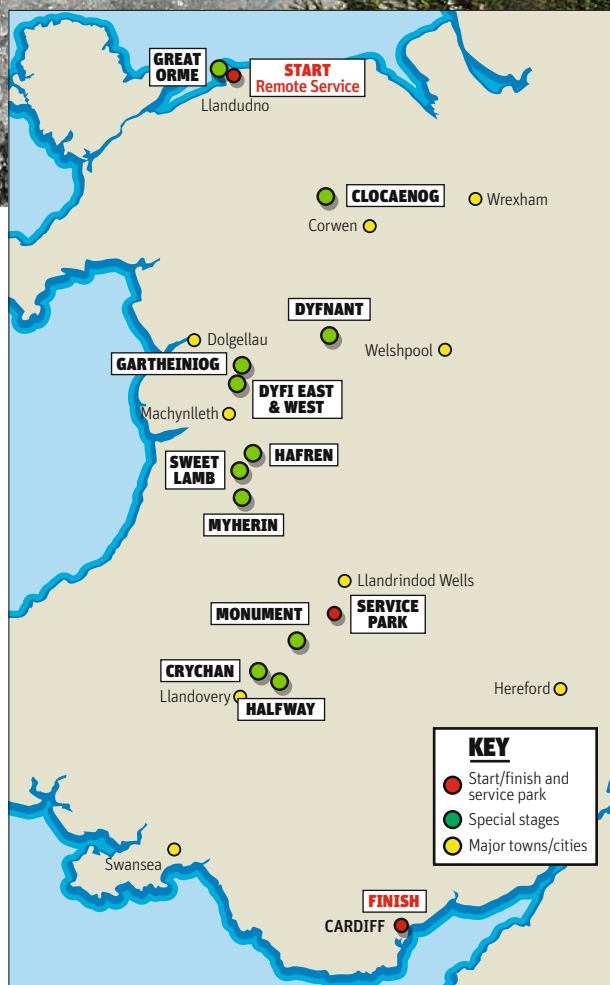 GREAT
ORME
START
Remote Service
Llandudno
CLOCAENOG
Wrexham
Corwen
DYFNANT
Dolgellau
Welshpool
GARTHEINIOG
DYFI EAST
& WEST
Machynlleth
HAFREN
SWEET
LAMB
MYHERIN
Llandrindod Wells
SERVICE
PARK
MONUMENT
CRYCHAN
Llandovery
HALFWAY
Hereford
KEY
Start/finish and
service park
Special stages
Major towns/cities
Swansea
FINISH
CARDIFF